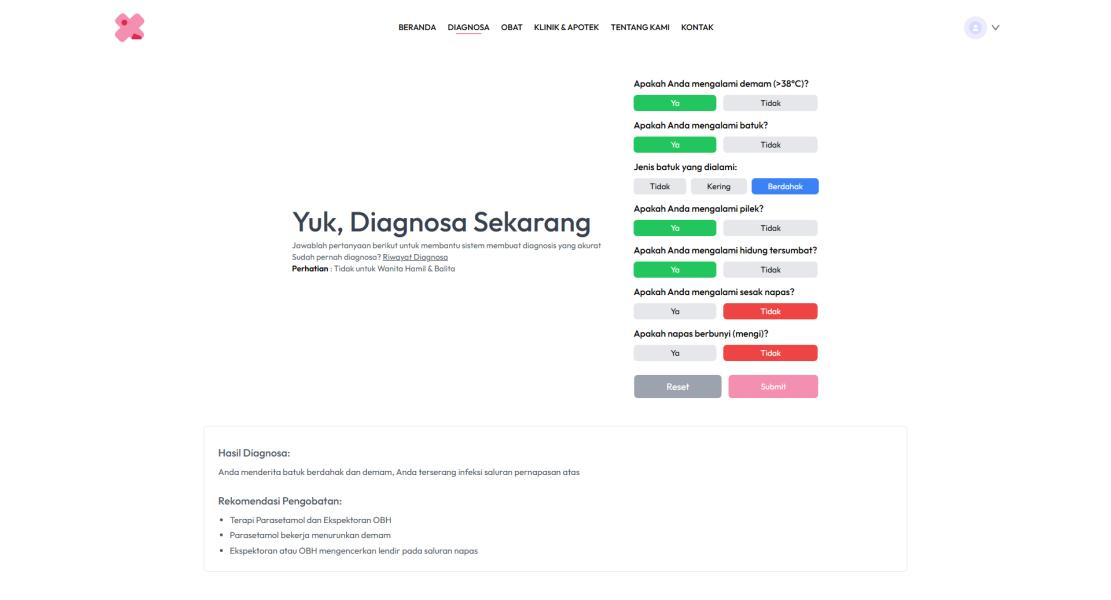 BERANDA DIAGNOSA OBAT KLINIK & APOTEK TENTANG KAMI KONTAK
Yuk, Diagnosa Sekarang
Jawablah pertanyaan berikut untuk membantu sistem membuat diagnosis yang akurat
Sudah pernah diagnosa? Riwayat Diagnosa
Perhatian : Tidak untuk Wanita Hamil & Balita
Apakah Anda mengalami demam (>38°C)?
Ya Tidak
Apakah Anda mengalami batuk?
Ya Tidak
Jenis batuk yang dialami:
Tidak Kering Berdahak
Apakah Anda mengalami pilek?
Ya Tidak
Apakah Anda mengalami hidung tersumbat?
Ya Tidak
Apakah Anda mengalami sesak napas?
Ya Tidak
Apakah napas berbunyi (mengi)?
Ya Tidak
Reset Submit
Hasil Diagnosa:
Anda menderita batuk berdahak dan demam, Anda terserang infeksi saluran pernapasan atas
Rekomendasi Pengobatan:
• Terapi Parasetamol dan Ekspektoran OBH
• Parasetamol bekerja menurunkan demam
• Ekspektoran atau OBH mengencerkan lendir pada saluran napas